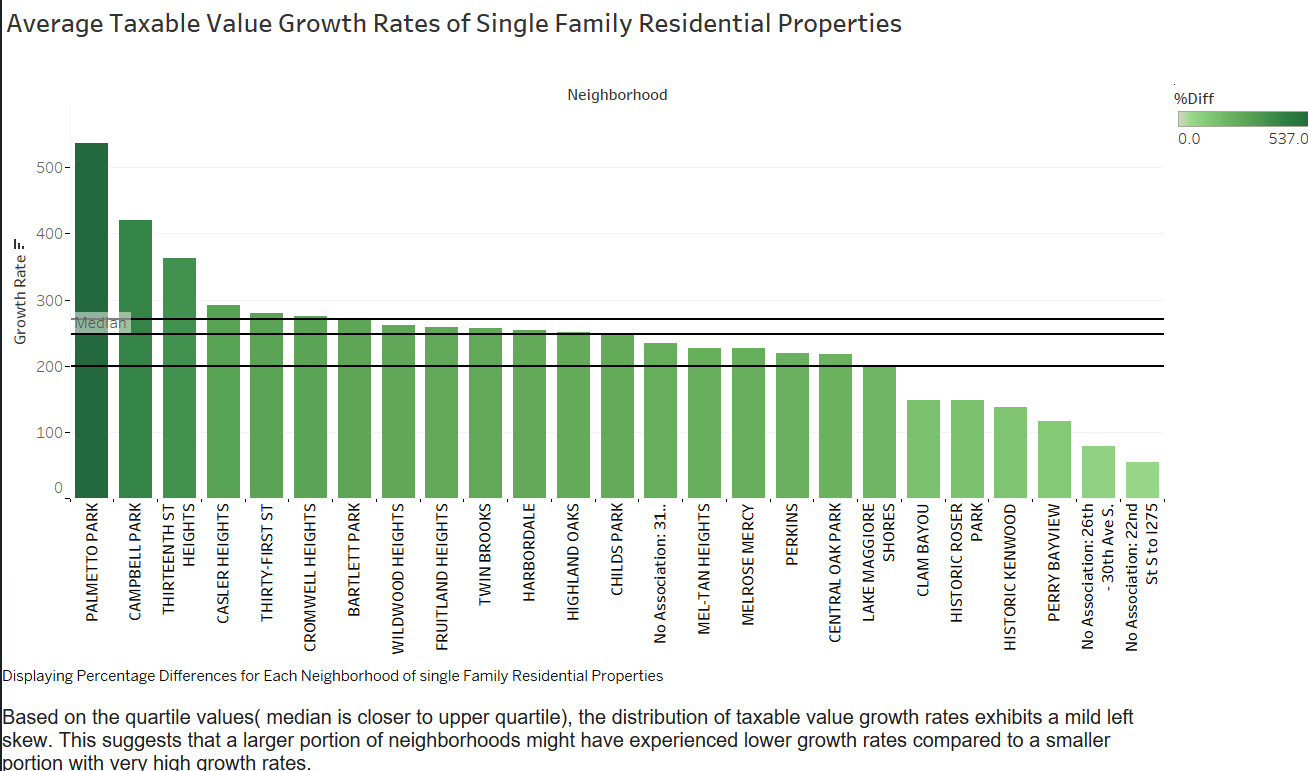 Average Taxable Value Growth Rates of Single Family Residential Properties
Neighborhood
%Diff
0.0 537.0
Growth Rate
500
400
300
200
100
0
Median
PALMETTO PARK
CAMPBELL PARK
THIRTEENTH ST
HEIGHTS
CASLER HEIGHTS
THIRTY-FIRST ST
CROMWELL HEIGHTS
BARTLETT PARK
WILDWOOD HEIGHTS
FRUITLAND HEIGHTS
TWIN BROOKS
HARBORDALE
HIGHLAND OAKS
CHILDS PARK
No Association: 31..
MEL-TAN HEIGHTS
MELROSE MERCY
PERKINS
CENTRAL OAK PARK
LAKE MAGGIORE
SHORES
CLAM BAYOU
HISTORIC ROSER
PARK
HISTORIC KENWOOD
PERRY BAYVIEW
No Association: 26th
- 30th Ave S.
No Association: 22nd
St S to I275
Displaying Percentage Differences for Each Neighborhood of single Family Residential Properties
Based on the quartile values( median is closer to upper quartile), the distribution of taxable value growth rates exhibits a mild left
skew. This suggests that a larger portion of neighborhoods might have experienced lower growth rates compared to a smaller
portion with very high growth rates.